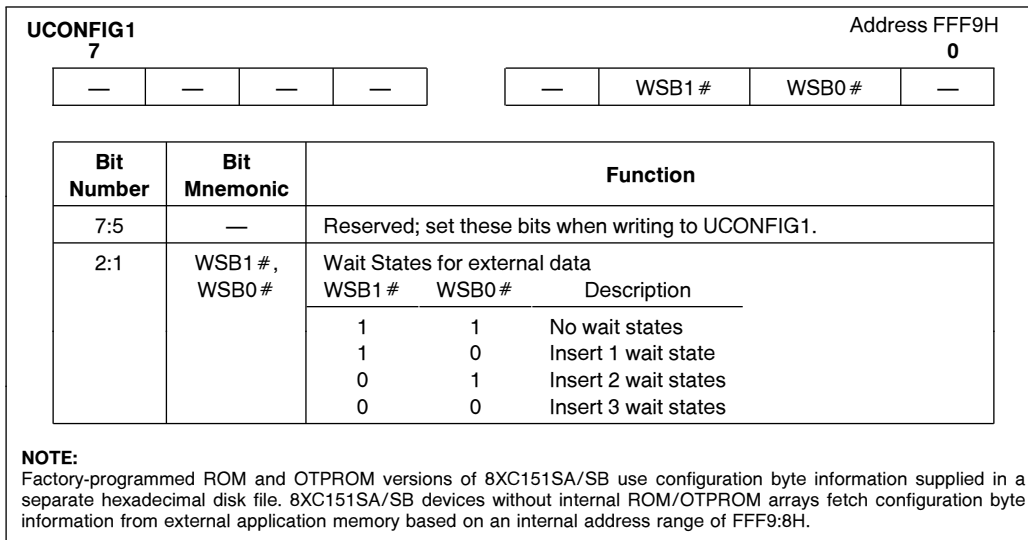 UCONFIG1 Address FFF9H
7 0
— — — — — WSB1# WSB0# —
Bit Number Bit Mnemonic Function
7:5 — Reserved; set these bits when writing to UCONFIG1.
2:1 WSB1#, WSB0# Wait States for external data
WSB1# WSB0# Description
1 1 No wait states
1 0 Insert 1 wait state
0 1 Insert 2 wait states
0 0 Insert 3 wait states
NOTE:
Factory-programmed ROM and OTPROM versions of 8XC151SA/SB use configuration byte information supplied in a
separate hexadecimal disk file. 8XC151SA/SB devices without internal ROM/OTPROM arrays fetch configuration byte
information from external application memory based on an internal address range of FFF9:8H.